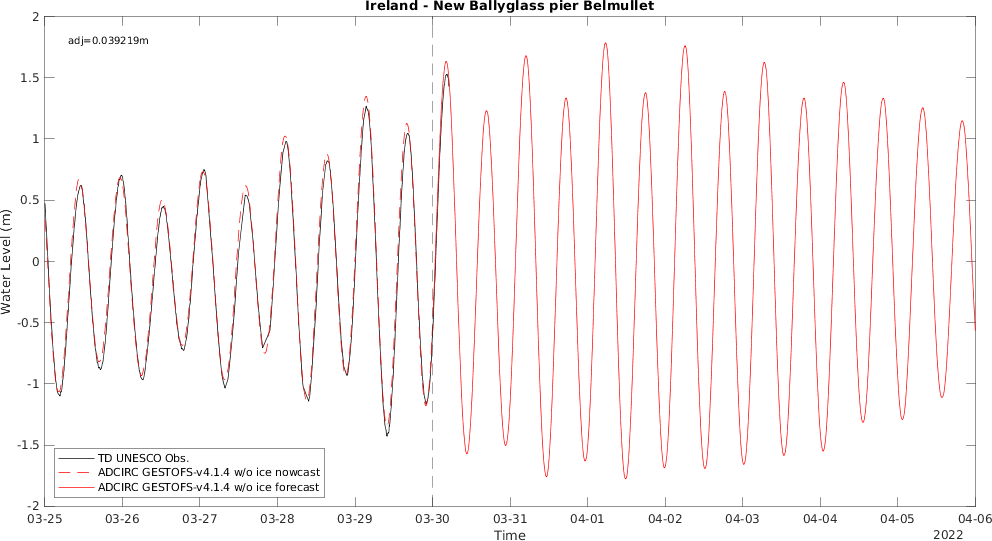 Ireland - New Ballyglass pier Belmullet
adj=0.039219m
2
1.5
1
0.5
0
-0.5
-1
-1.5
-2
Water Level (m)
TD UNESCO Obs.
ADCIRC GESTOFS-v4.1.4 w/o ice nowcast
ADCIRC GESTOFS-v4.1.4 w/o ice forecast
03-25 03-26 03-27 03-28 03-29 03-30 03-31 04-01 04-02 04-03 04-04 04-05 04-06
Time
2022